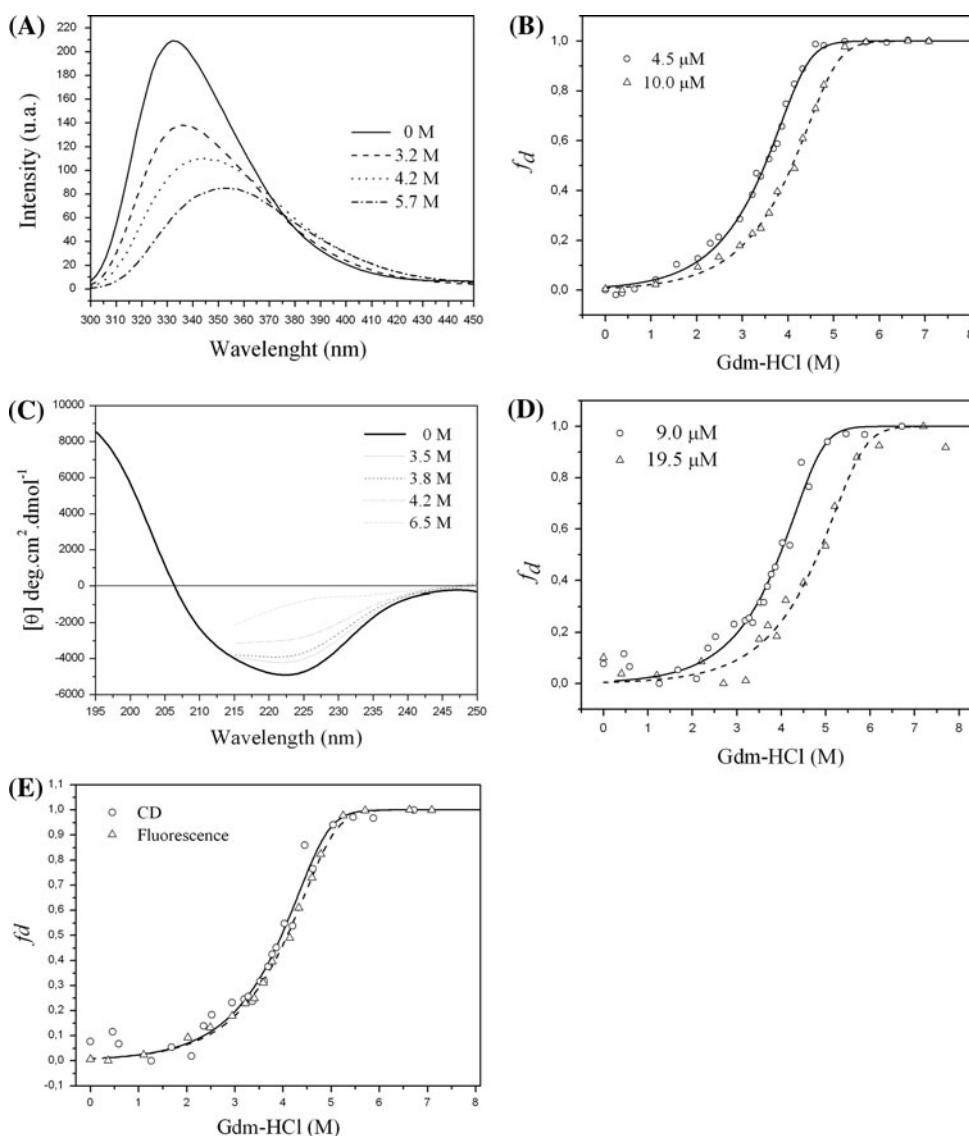 (A)
220
200
180
160
140
120
100
80
60
40
20
0
Intensity (u.a.)
0 M
3.2 M
4.2 M
5.7 M
300 310 320 330 340 350 360 370 380 390 400 410 420 430 440 450
Wavelenght (nm)
(B)
4.5 µM
10.0 µM
1,0
0,8
0,6
0,4
0,2
0,0
fd
0 1 2 3 4 5 6 7 8
Gdm-HCl (M)
(C)
10000
8000
6000
4000
2000
0
-2000
-4000
-6000
[θ] deg.cm2.dmol-1
0 M
3.5 M
3.8 M
4.2 M
6.5 M
195 200 205 210 215 220 225 230 235 240 245 250
Wavelength (nm)
(D)
9.0 µM
19.5 µM
1,0
0,8
0,6
0,4
0,2
0,0
fd
0 1 2 3 4 5 6 7 8
Gdm-HCl (M)
(E)
CD
Fluorescence
1,1
1,0
0,9
0,8
0,7
0,6
0,5
0,4
0,3
0,2
0,1
0,0
-0,1
fd
0 1 2 3 4 5 6 7 8
Gdm-HCl (M)